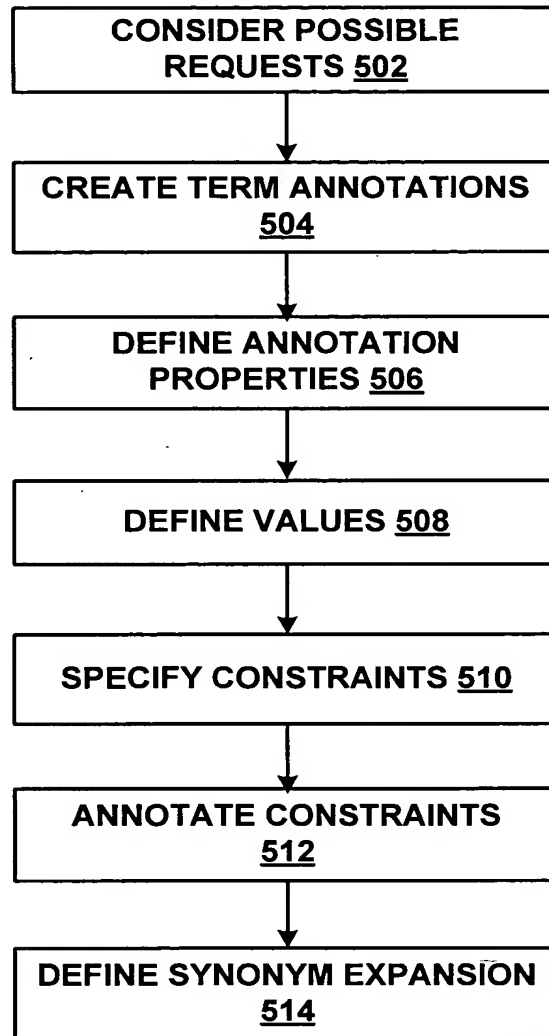 CONSIDER POSSIBLE
REQUESTS 502
CREATE TERM ANNOTATIONS
504
DEFINE ANNOTATION
PROPERTIES 506
DEFINE VALUES 508
SPECIFY CONSTRAINTS 510
ANNOTATE CONSTRAINTS
512
DEFINE SYNONYM EXPANSION
514